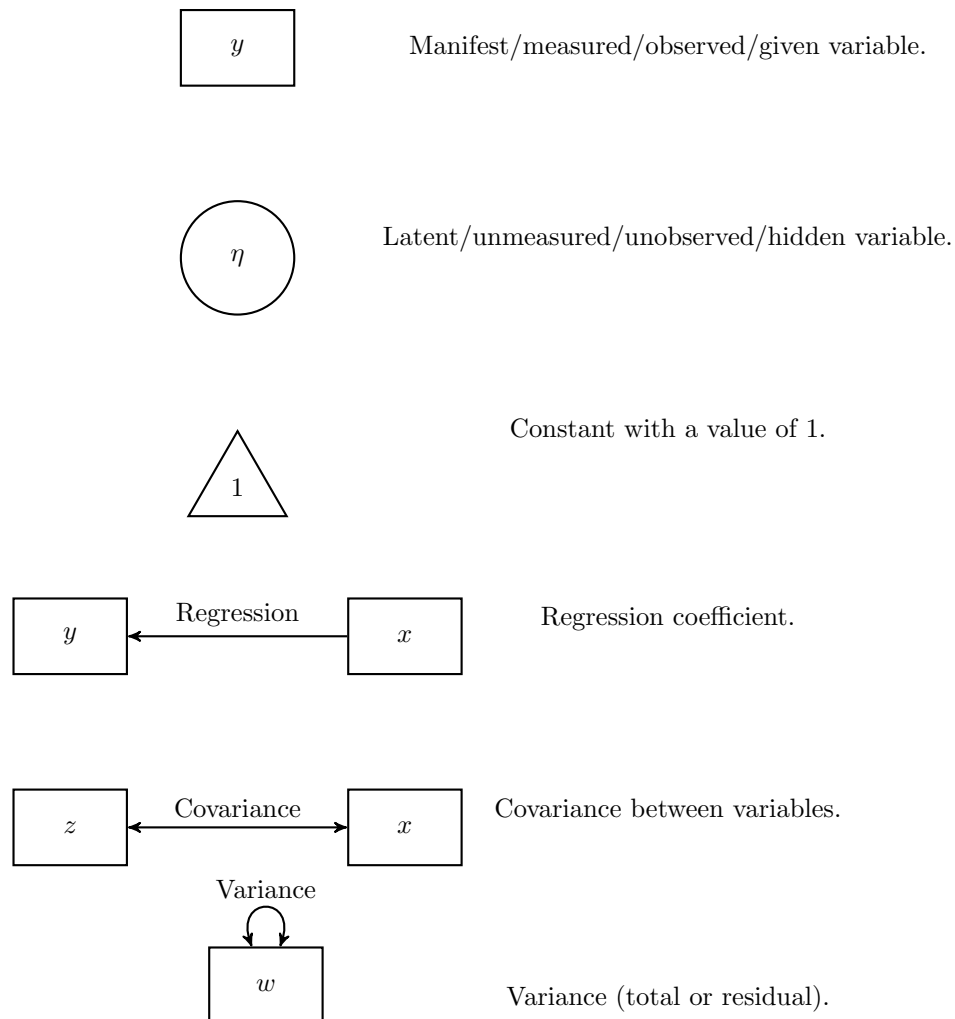 y
Manifest/measured/observed/given variable.
η
Latent/unmeasured/unobserved/hidden variable.
1
Constant with a value of 1.
y
Regression
x
Regression coefficient.
z
Covariance
x
Covariance between variables.
Variance
w
Variance (total or residual).